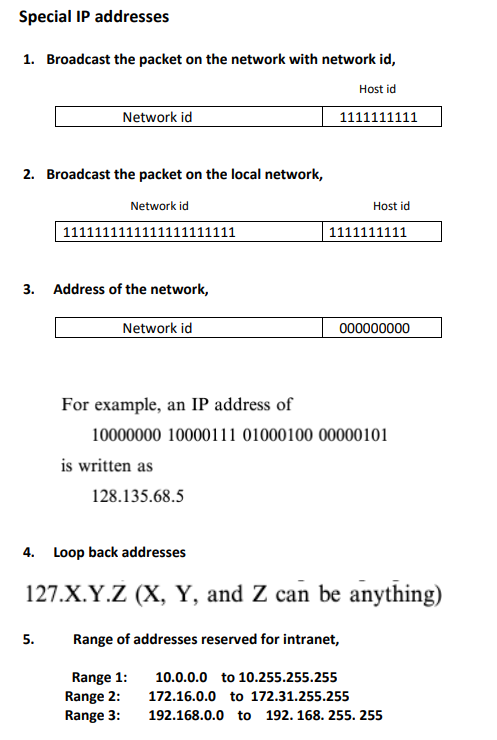 Special IP addresses
1. Broadcast the packet on the network with network id,
Host id
Network id 1111111111
2. Broadcast the packet on the local network,
Network id Host id
1111111111111111111111 1111111111
3. Address of the network,
Network id 000000000
For example, an IP address of
10000000 10000111 01000100 00000101
is written as
128.135.68.5
4. Loop back addresses
127.X.Y.Z (X, Y, and Z can be anything)
5. Range of addresses reserved for intranet,
Range 1: 10.0.0.0 to 10.255.255.255
Range 2: 172.16.0.0 to 172.31.255.255
Range 3: 192.168.0.0 to 192. 168. 255. 255